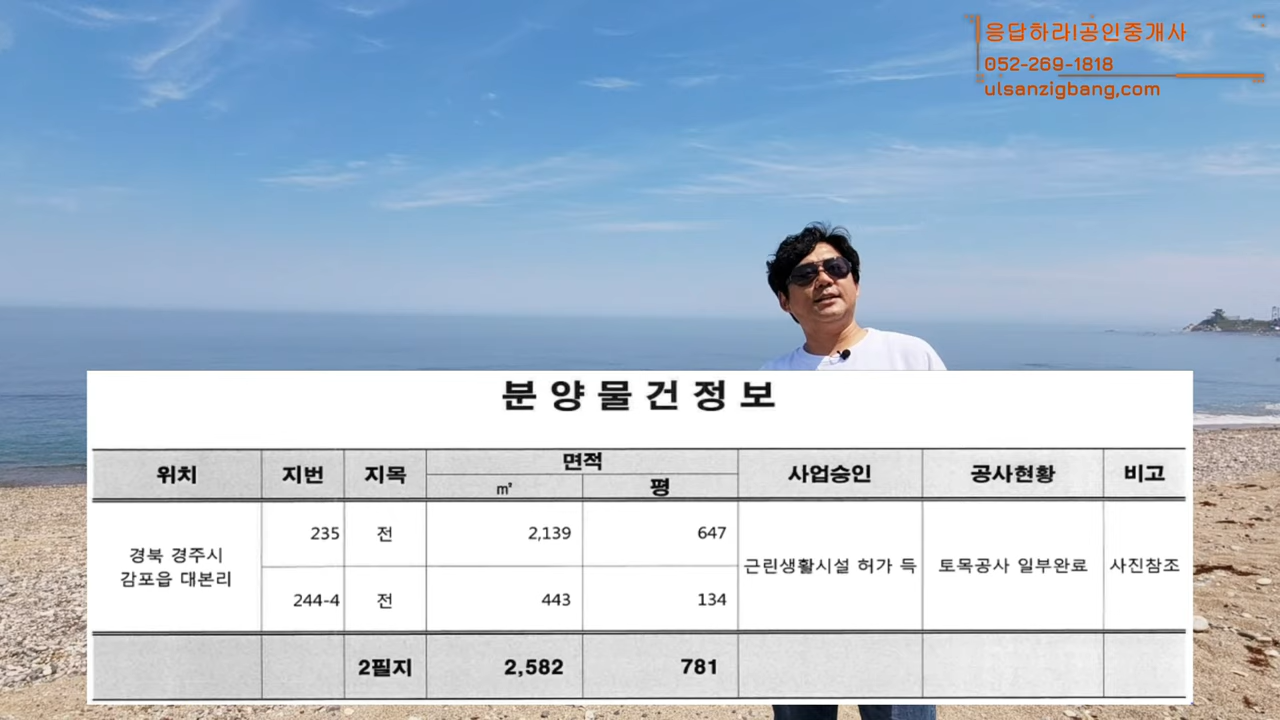 응답하라!공인중개사
052-269-1818
ulsanzigbang,com
분양물건정보
위치 지번 지목 면적 사업승인 공사현황 비고
㎡ 평
경북 경주시 감포읍 대본리 235 전 2,139 647 근린생활시설 허가 득 토목공사 일부완료 사진참조
244-4 전 443 134
2필지 2,582 781